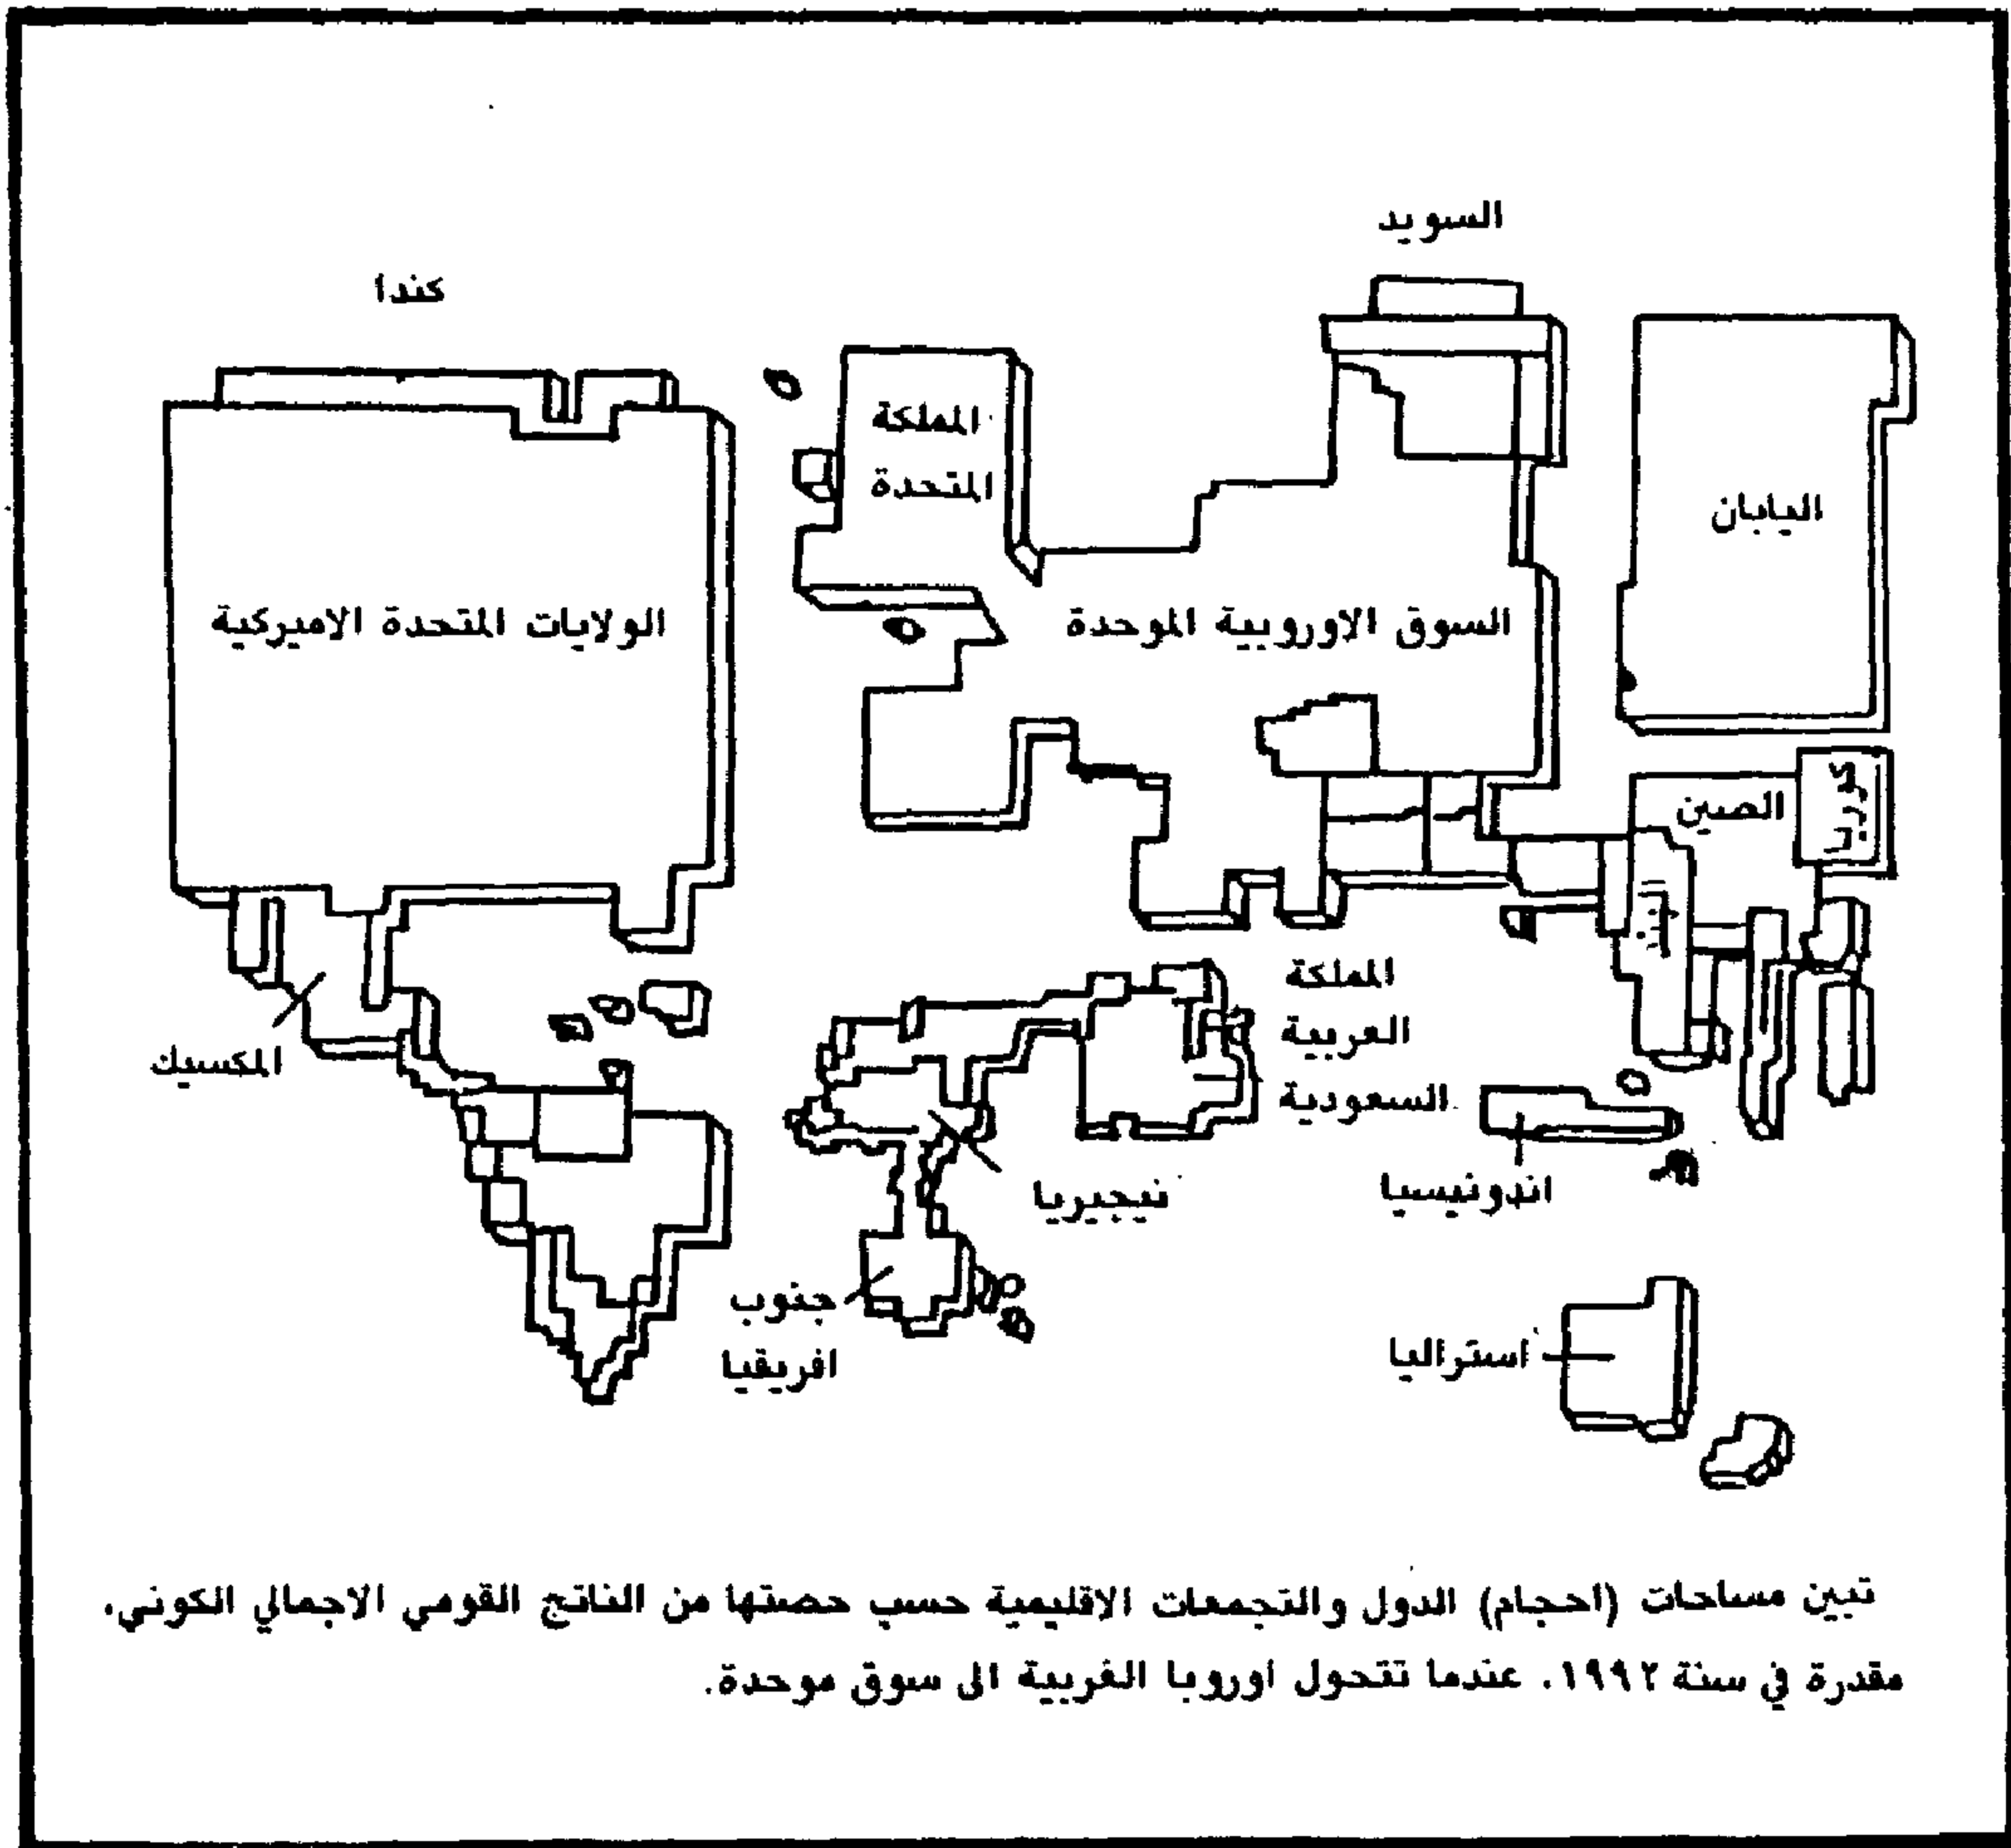 السويد
كندا
المملكة
المتحدة
اليابان
الولايات المتحدة الاميركية
السوق الاوروبية الموحدة
الصين
كوريا
الهند
المملكة
العربية
السعودية
المكسيك
نيجيريا
اندونيسيا
جنوب
افريقيا
استراليا
تبين مساحات (احجام) الدول والتجمعات الاقليمية حسب حصتها من الناتج القومي الاجمالي الكوني،
مقدرة في سنة ١٩٩٢، عندما تتحول اوروبا الغربية الى سوق موحدة.